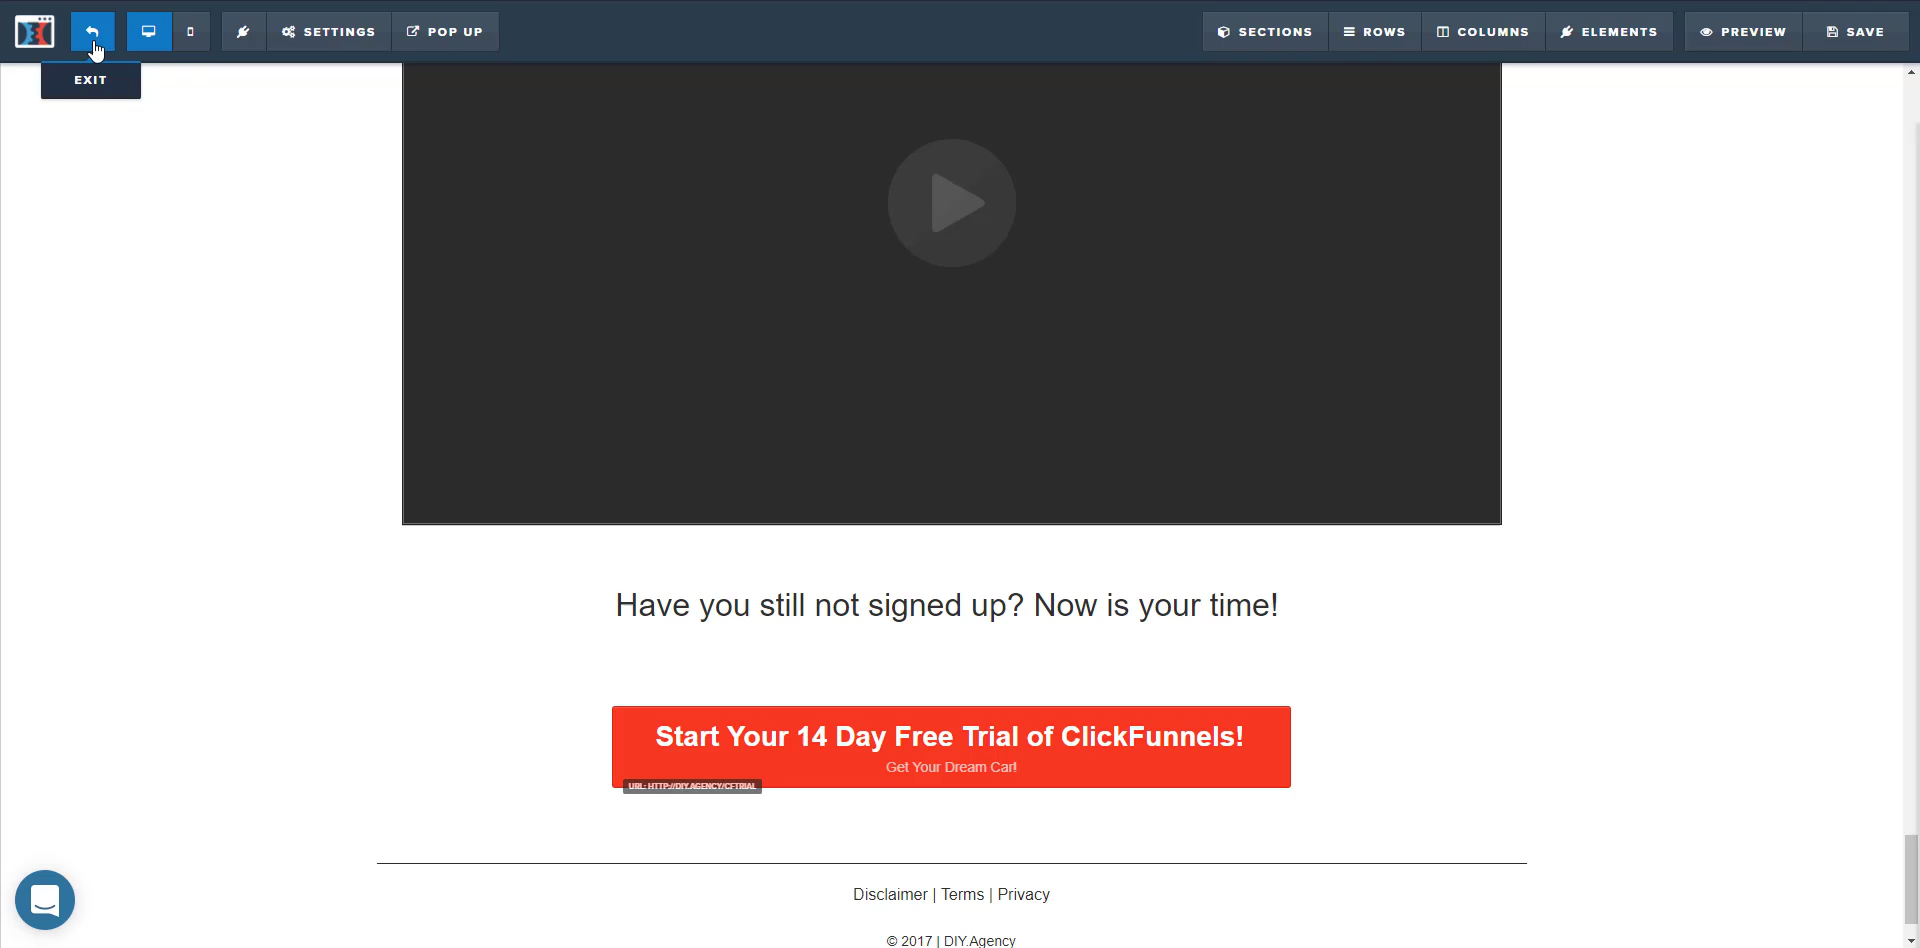 SETTINGS
POP UP
SECTIONS
ROWS
COLUMNS
ELEMENTS
PREVIEW
SAVE
EXIT
Have you still not signed up? Now is your time!
Start Your 14 Day Free Trial of ClickFunnels!
Get Your Dream Car!
URL: HTTP://DIY.AGENCY/CFTRIAL
Disclaimer | Terms | Privacy
© 2017 | DIY.Agency